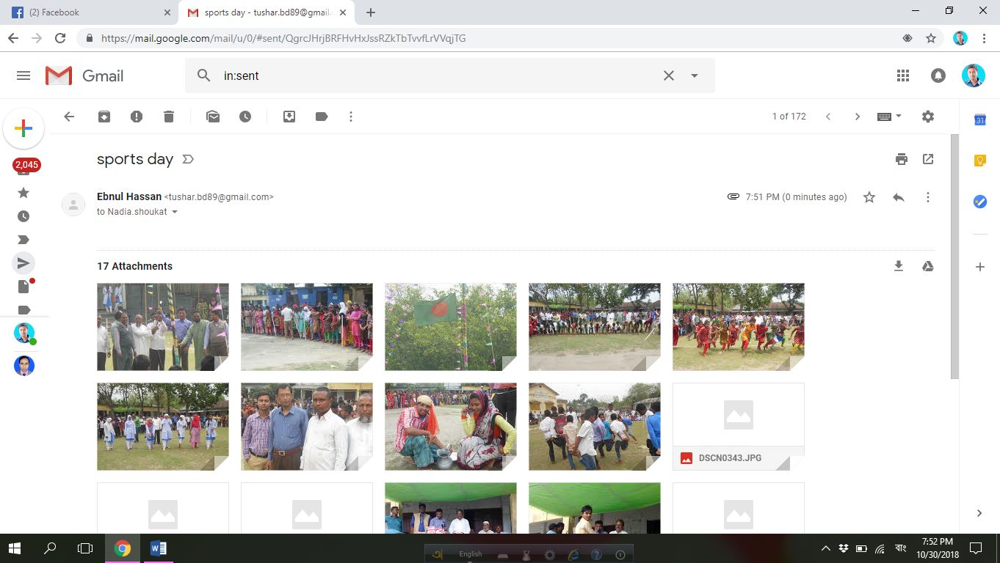 (2) Facebook
sports day - tushar.bd89@gmail.
https://mail.google.com/mail/u/0/#sent/QgrcJHrjBRFHvHxJssRZkTbTvvfLrVVqjTG
Gmail
in:sent
1 of 172
2,045
sports day
Ebnul Hassan <tushar.bd89@gmail.com>
7:51 PM (0 minutes ago)
to Nadia.shoukat
31
17 Attachments
DSCN0343.JPG
অ English
বাং
7:52 PM
10/30/2018